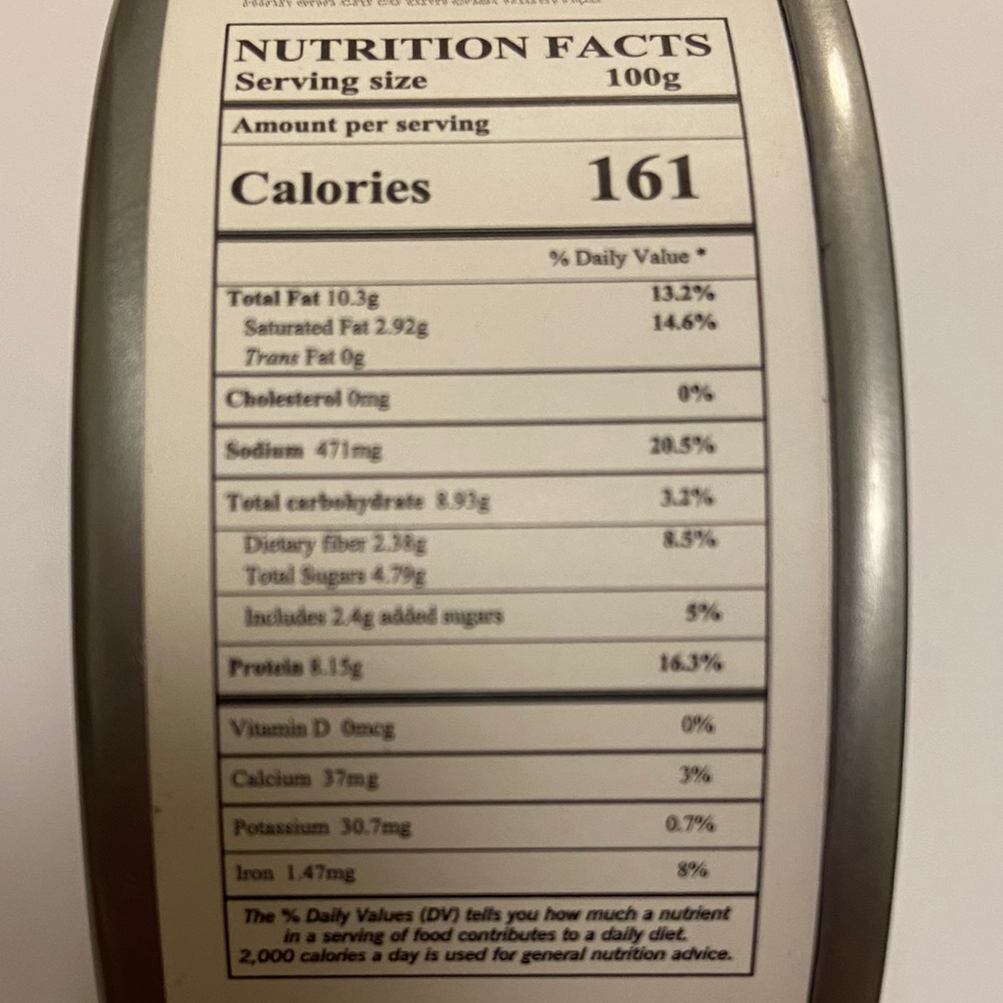 NUTRITION FACTS
Serving size 100g
Amount per serving
Calories 161
% Daily Value *
Total Fat 10.3g 13.2%
Saturated Fat 2.92g 14.6%
Trans Fat 0g
Cholesterol 0mg 0%
Sodium 471mg 20.5%
Total carbohydrate 8.93g 3.2%
Dietary fiber 2.38g 8.5%
Total Sugars 4.79g
Includes 2.4g added sugars 5%
Protein 8.15g 16.3%
Vitamin D 0mcg 0%
Calcium 37mg 3%
Potassium 30.7mg 0.7%
Iron 1.47mg 8%
The % Daily Values (DV) tells you how much a nutrient
in a serving of food contributes to a daily diet.
2,000 calories a day is used for general nutrition advice.